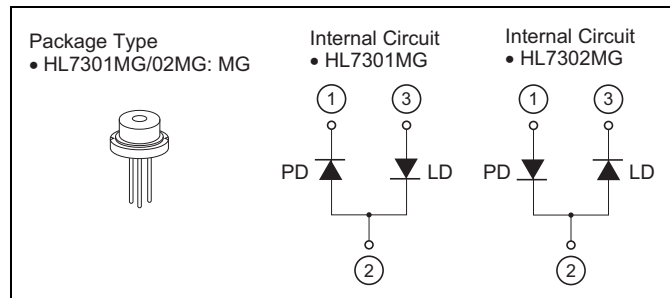 Package Type
• HL7301MG/02MG: MG
Internal Circuit
• HL7301MG
1
3
PD
LD
2
Internal Circuit
• HL7302MG
1
3
PD
LD
2